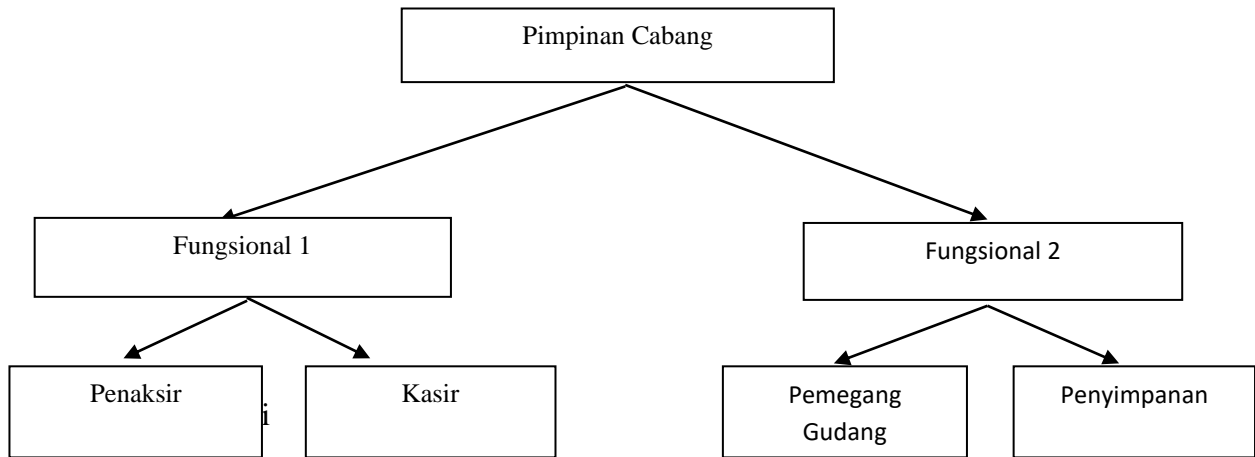 Pimpinan Cabang
Fungsional 1
Fungsional 2
Penaksir
Kasir
Pemegang
Gudang
Penyimpanan
i